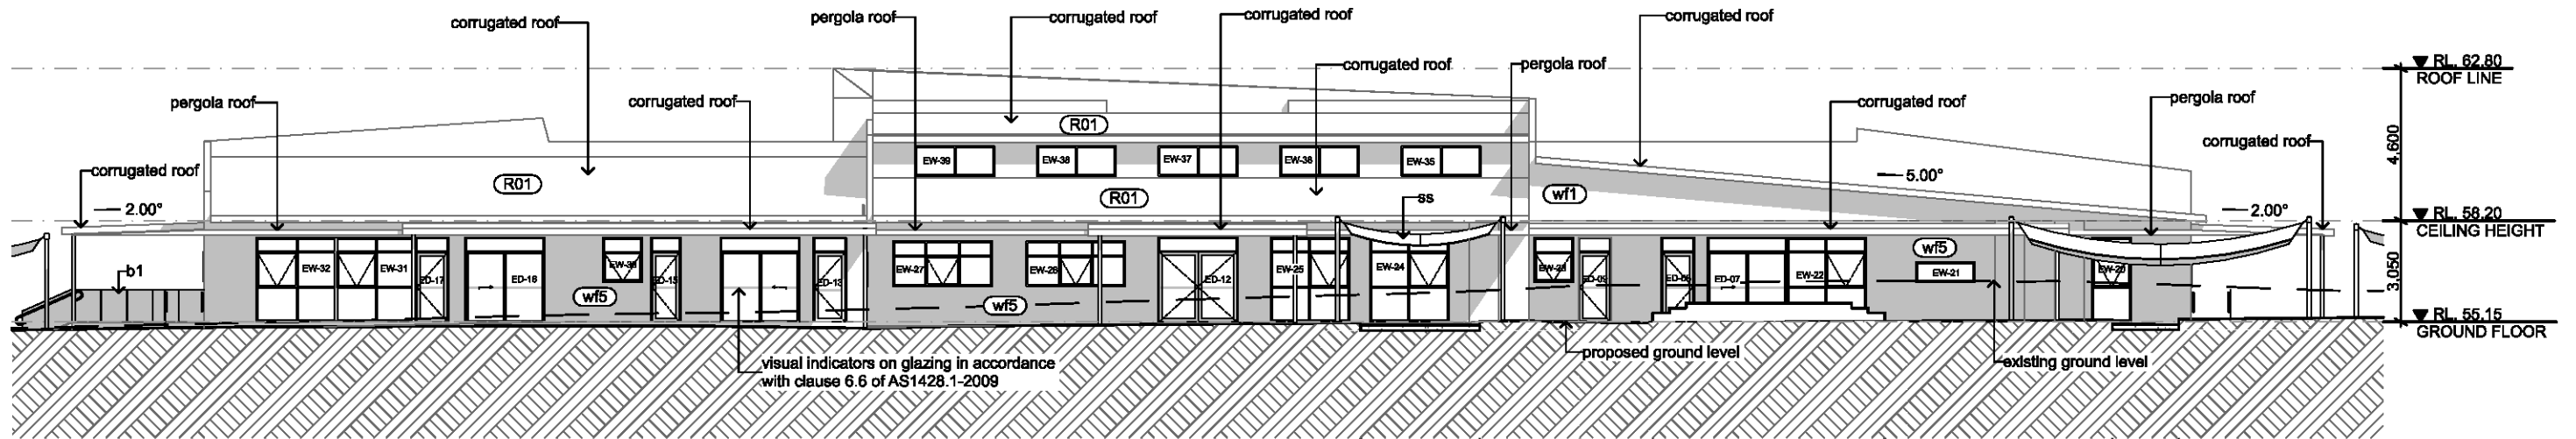 corrugated roof
pergola roof
corrugated roof
corrugated roof
corrugated roof
corrugated roof
pergola roof
RL. 62.80
ROOF LINE
pergola roof
corrugated roof
corrugated roof
pergola roof
R01
corrugated roof
4,600
EW-39
EW-38
EW-37
EW-36
EW-35
corrugated roof
R01
R01
wf1
5.00°
ss
2.00°
2.00°
RL. 58.20
CEILING HEIGHT
wf5
b1
EW-32
EW-31
ED-17
ED-18
ED-15
ED-13
EW-27
EW-26
ED-12
EW-25
EW-24
ED-09
ED-07
EW-22
EW-21
EW-20
3,050
wf5
wf5
RL. 55.15
GROUND FLOOR
visual indicators on glazing in accordance
with clause 6.6 of AS1428.1-2009
proposed ground level
existing ground level